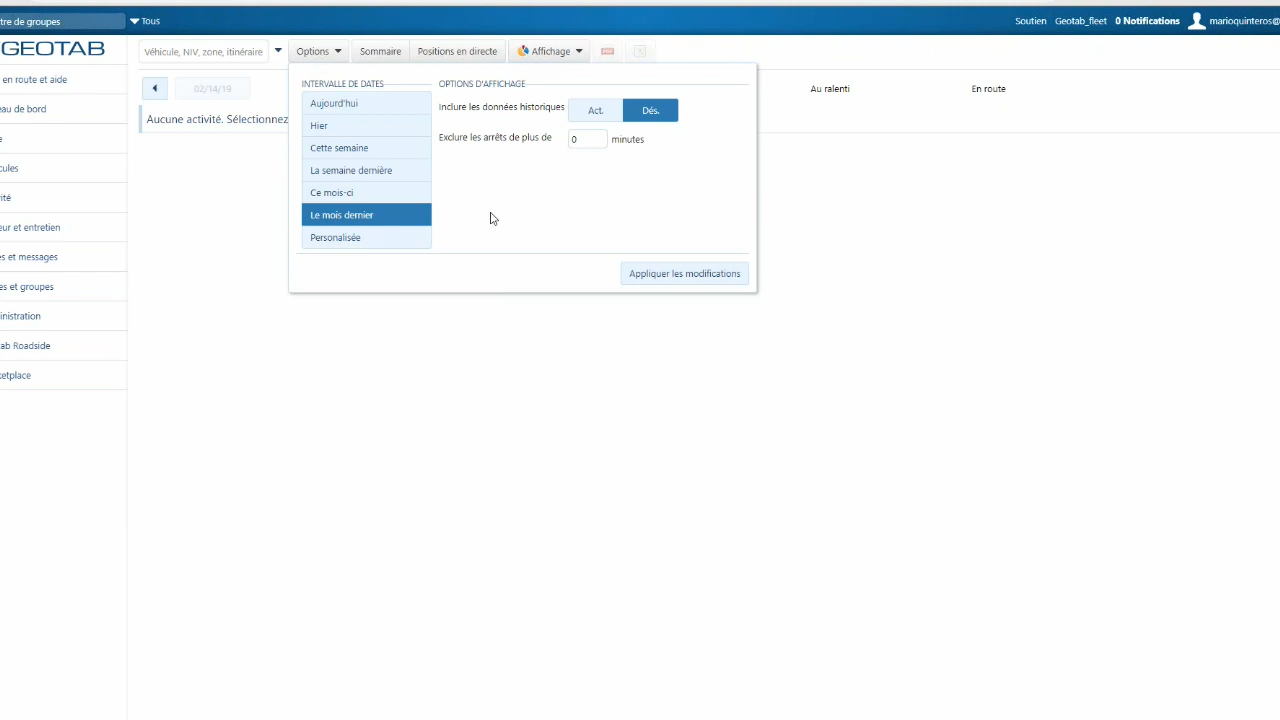 tre de groupes Tous Soutien Geotab_fleet 0 Notifications marioquinteros@
GEOTAB Véhicule, NIV, zone, itinéraire Options Sommaire Positions en directe Affichage
en route et aide
eau de bord
e
cules
ité
eur et entretien
es et messages
es et groupes
inistration
ab Roadside
ketplace
02/14/19 Au ralenti En route
Aucune activité. Sélectionnez
INTERVALLE DE DATES
Aujourd'hui
Hier
Cette semaine
La semaine dernière
Ce mois-ci
Le mois dernier
Personalisée
OPTIONS D'AFFICHAGE
Inclure les données historiques Act. Dés.
Exclure les arrêts de plus de 0 minutes
Appliquer les modifications